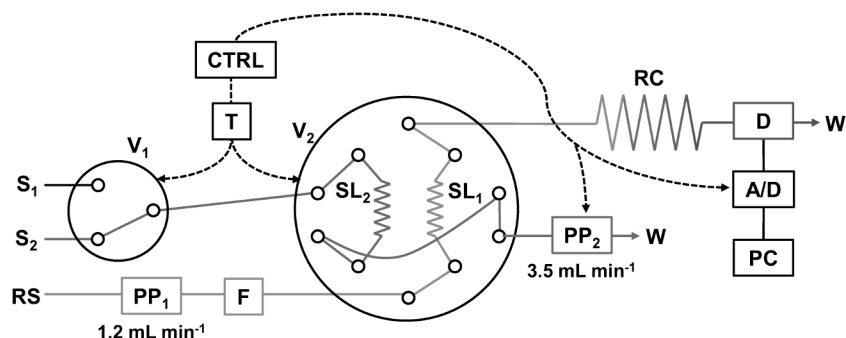 CTRL
RC
T
V₂
D
W
V₁
S₁
SL₂
SL₁
A/D
S₂
PP₂
W
PC
RS
PP₁
F
3.5 mL min⁻¹
1.2 mL min⁻¹